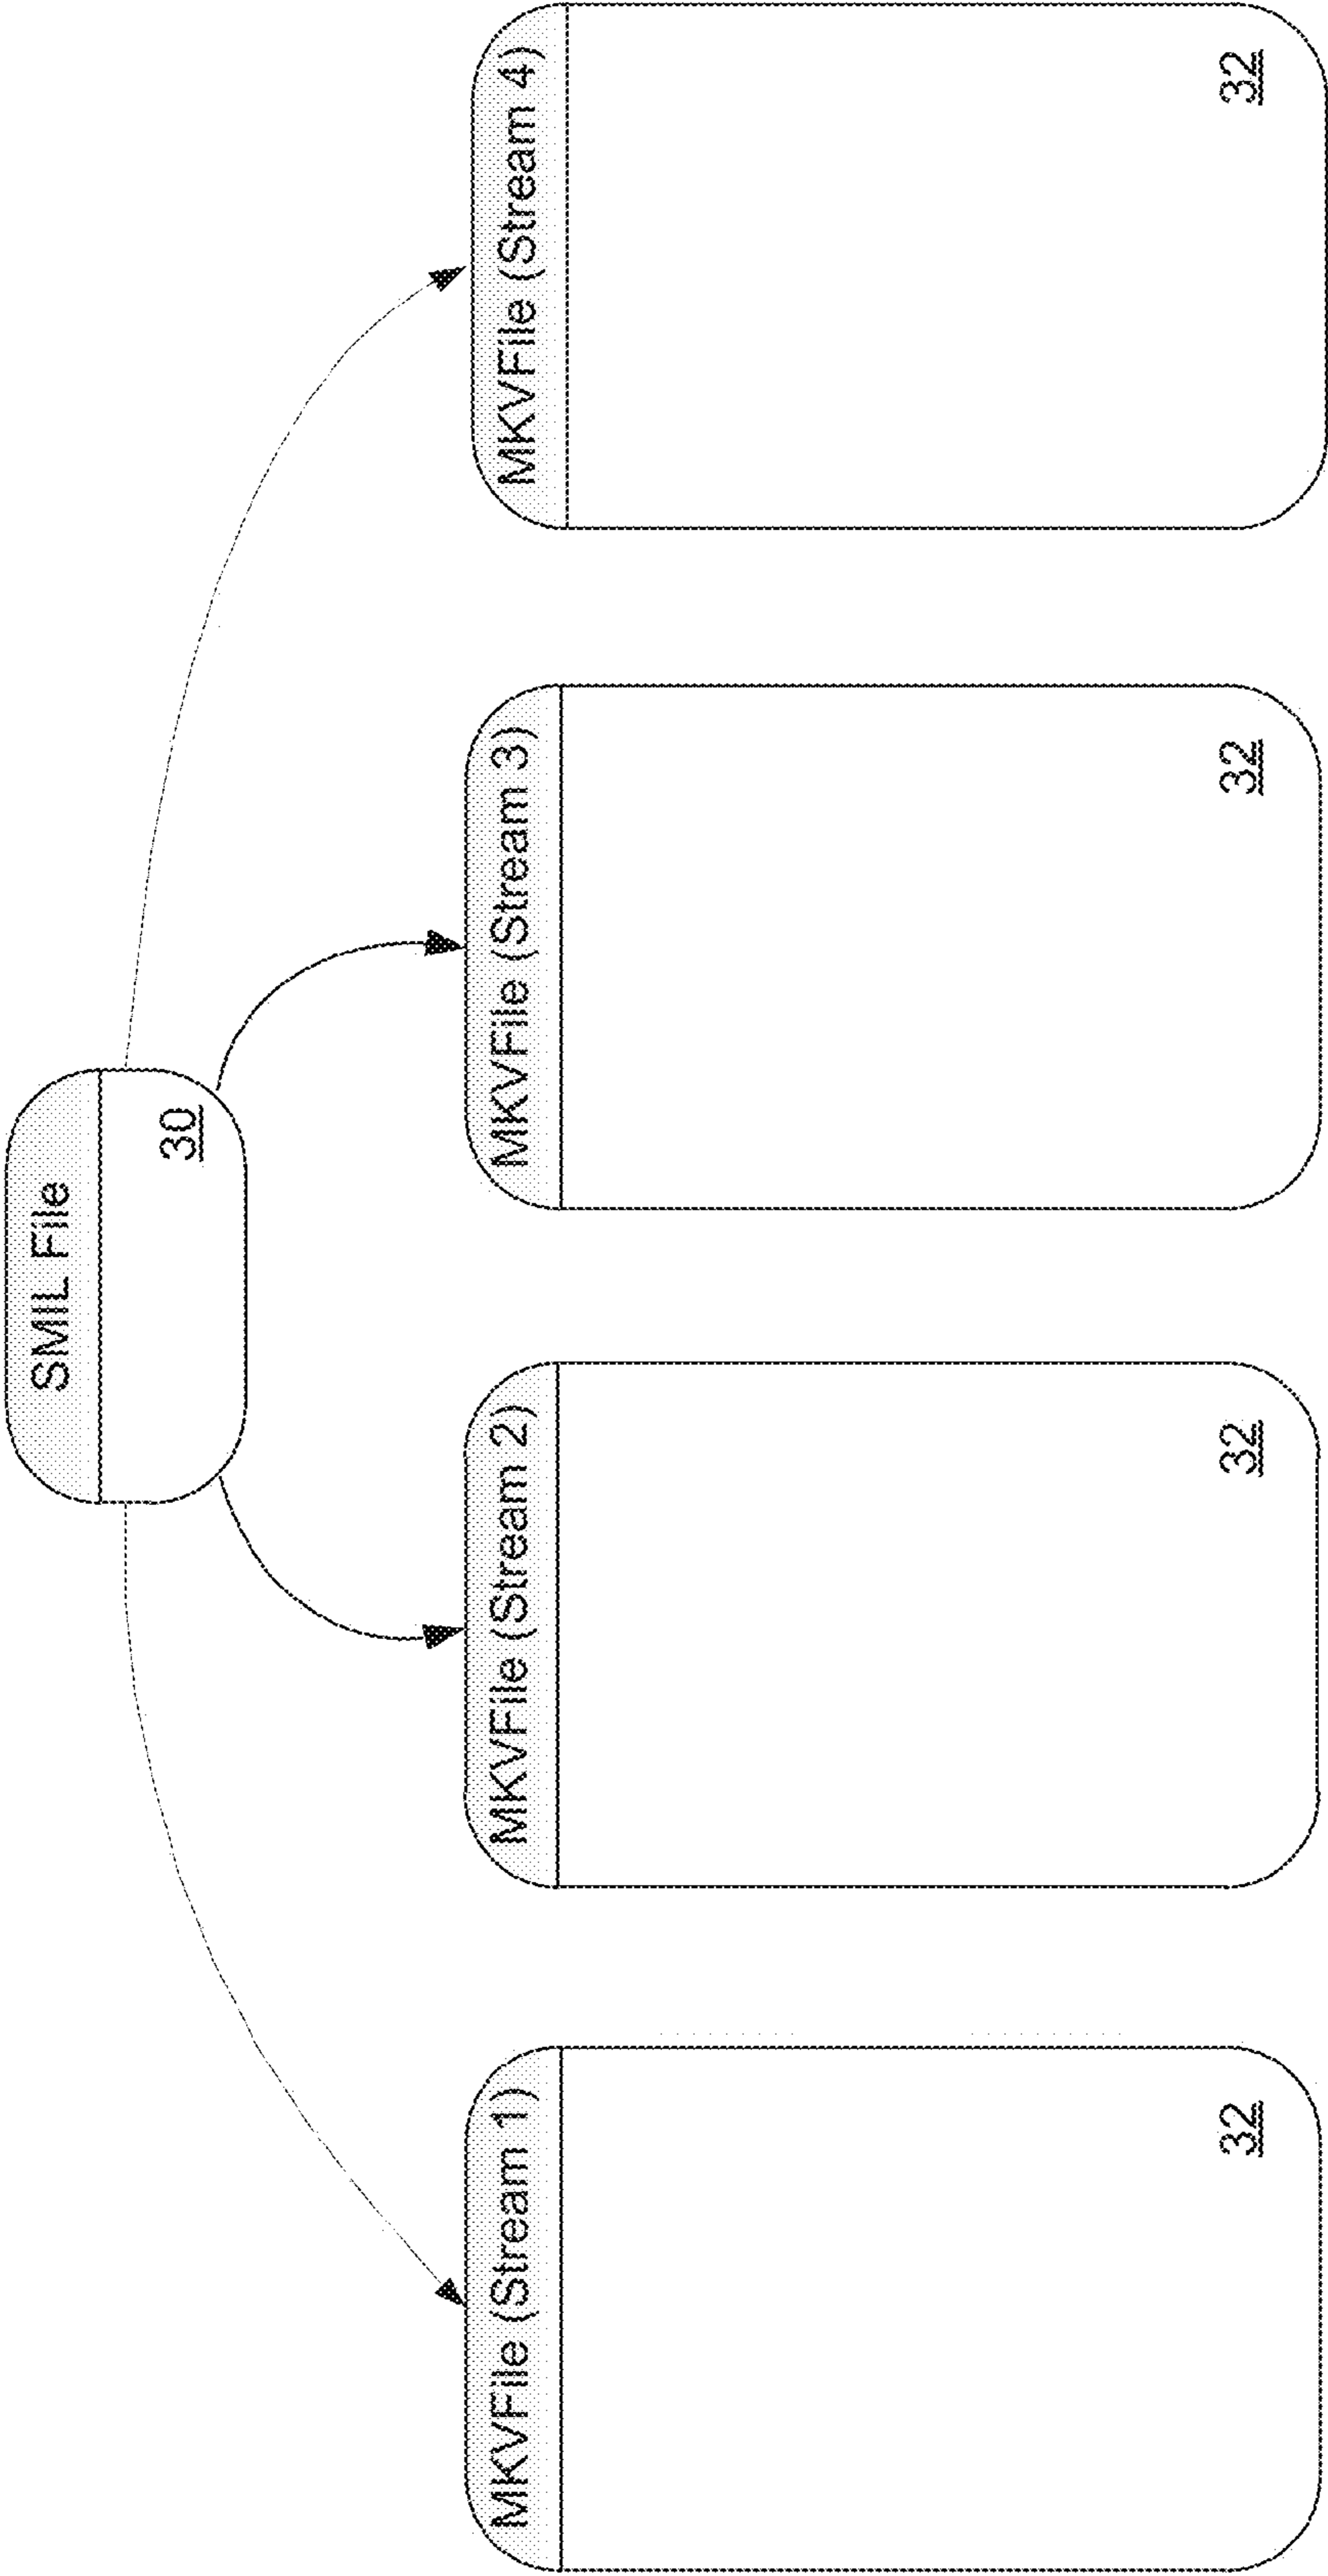 SMIL File
30
MKVFile (Stream 1)
32
MKVFile (Stream 2)
32
MKVFile (Stream 3)
32
MKVFile (Stream 4)
32